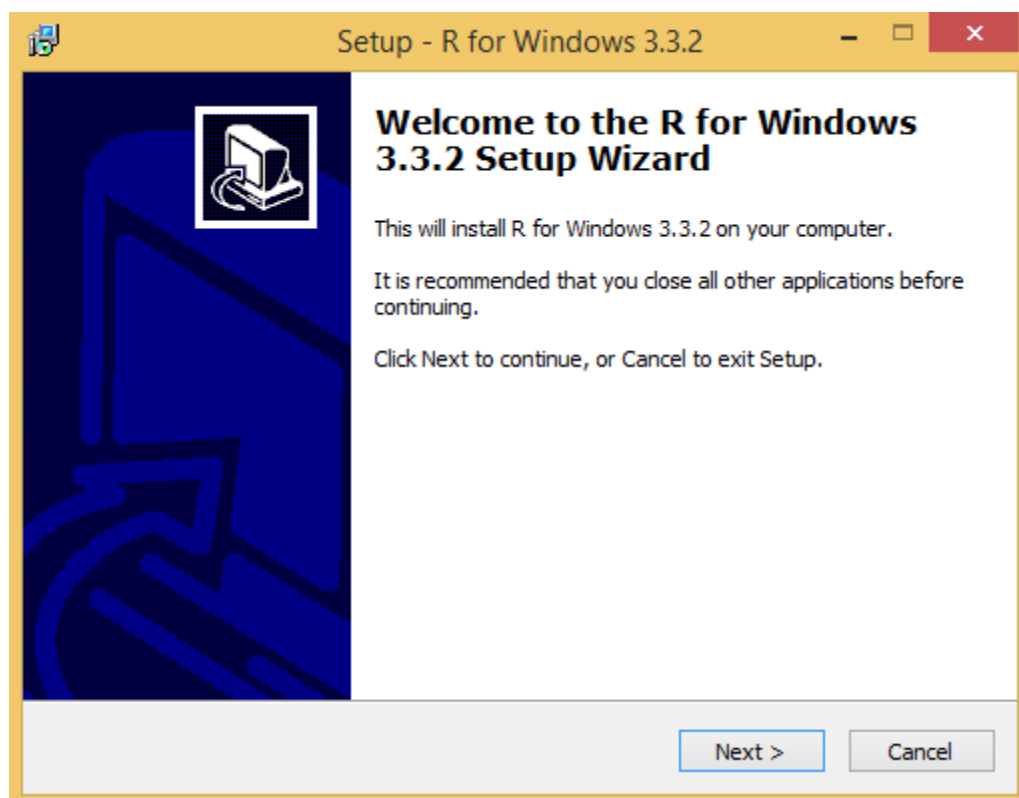 Setup - R for Windows 3.3.2
Welcome to the R for Windows
3.3.2 Setup Wizard
This will install R for Windows 3.3.2 on your computer.
It is recommended that you close all other applications before
continuing.
Click Next to continue, or Cancel to exit Setup.
Next >
Cancel